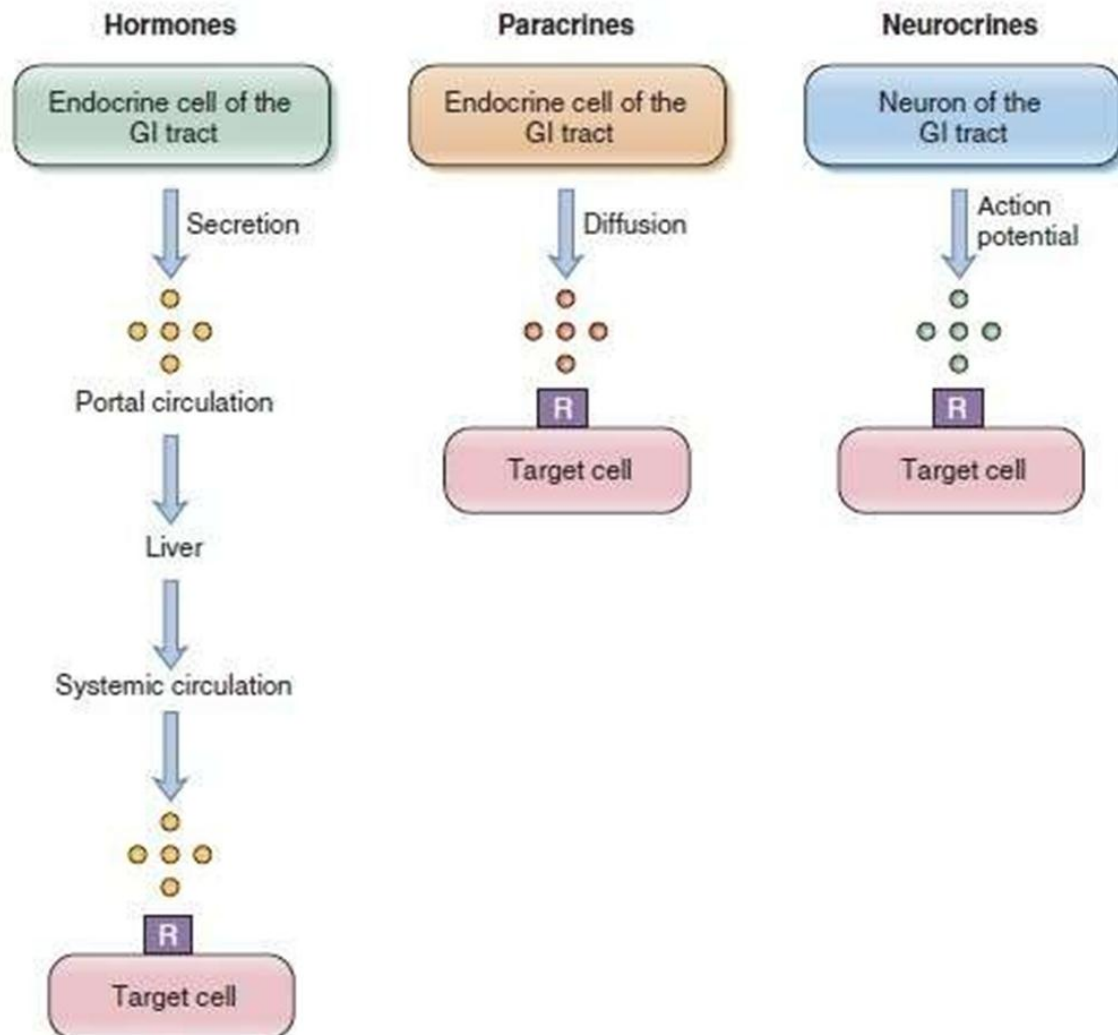 Hormones
Endocrine cell of the
GI tract
Secretion
Portal circulation
Liver
Systemic circulation
R
Target cell
Paracrines
Endocrine cell of the
GI tract
Diffusion
R
Target cell
Neurocrines
Neuron of the
GI tract
Action
potential
R
Target cell